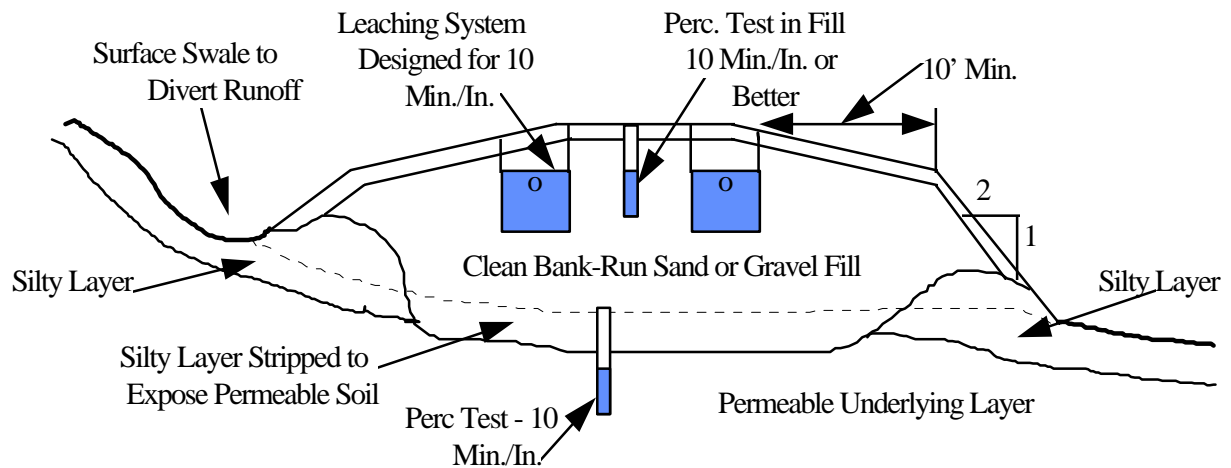 Surface Swale to
Divert Runoff
Leaching System
Designed for 10
Min./In.
Perc. Test in Fill
10 Min./In. or
Better
10’ Min.
o
o
2
1
Silty Layer
Clean Bank-Run Sand or Gravel Fill
Silty Layer
Silty Layer Stripped to
Expose Permeable Soil
Perc Test - 10
Min./In.
Permeable Underlying Layer